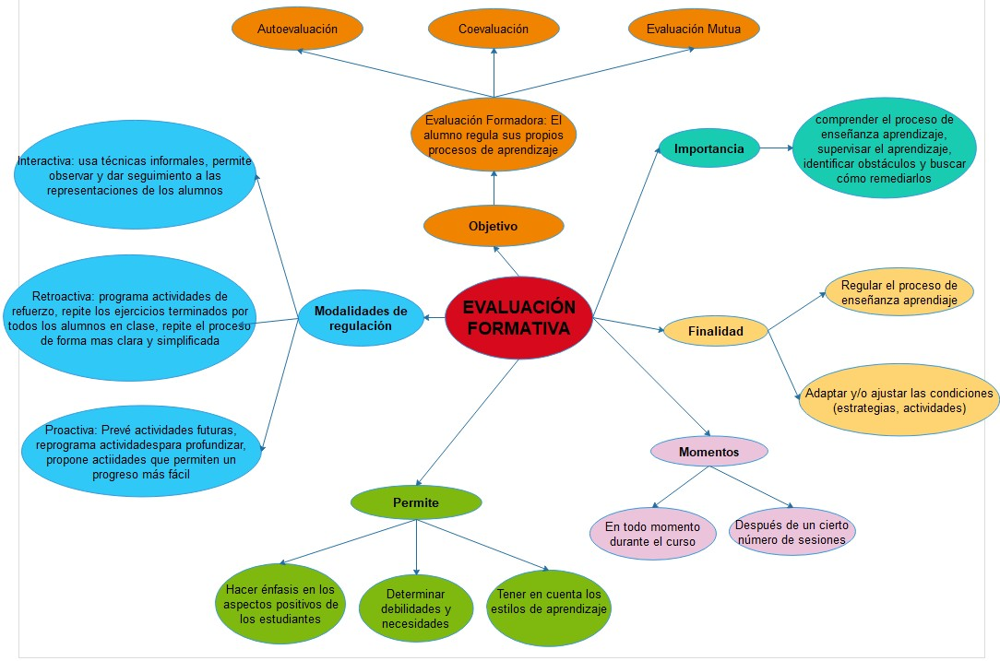 Autoevaluación
Coevaluación
Evaluación Mutua
Evaluación Formadora: El
alumno regula sus propios
procesos de aprendizaje
Objetivo
Importancia
comprender el proceso de
enseñanza aprendizaje,
supervisar el aprendizaje,
identificar obstáculos y buscar
cómo remediarlos
Interactiva: usa técnicas informales, permite
observar y dar seguimiento a las
representaciones de los alumnos
Retroactiva: programa actividades de
refuerzo, repite los ejercicios terminados por
todos los alumnos en clase, repite el proceso
de forma mas clara y simplificada
Proactiva: Prevé actividades futuras,
reprograma actividadespara profundizar,
propone actiidades que permiten un
progreso más fácil
Modalidades de
regulación
EVALUACIÓN
FORMATIVA
Finalidad
Regular el proceso de
enseñanza aprendiaje
Adaptar y/o ajustar las condiciones
(estrategias, actividades)
Momentos
En todo momento
durante el curso
Después de un cierto
número de sesiones
Permite
Hacer énfasis en los
aspectos positivos de
los estudiantes
Determinar
debilidades y
necesidades
Tener en cuenta los
estilos de aprendizaje